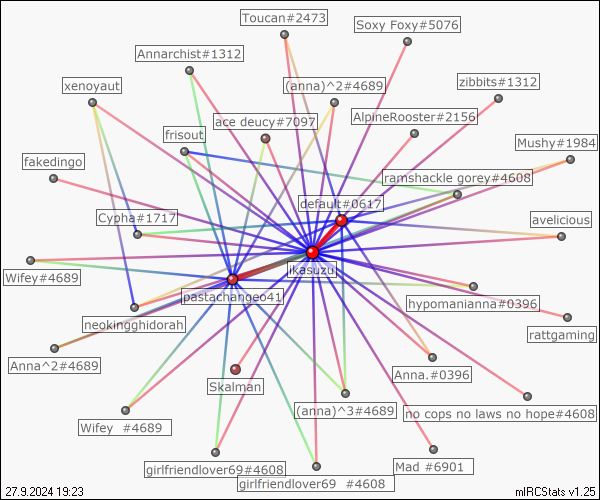 Toucan#2473
Soxy Foxy#5076
Annarchist#1312
xenoyaut
(anna)^2#4689
zibbits#1312
ace deucy#7097
AlpineRooster#2156
frisout
Mushy#1984
fakedingo
ramshackle gorey#4608
default#0617
Cypha#1717
avelicious
ikasuzu
Wifey#4689
pastachangeo41
hypomanianna#0396
neokingghidorah
rattgaming
Anna^2#4689
Anna.#0396
Skalman
(anna)^3#4689
no cops no laws no hope#4608
Wifey  #4689
girlfriendlover69#4608
Mad #6901
girlfriendlover69  #4608
27.9.2024 19:23
mIRCStats v1.25